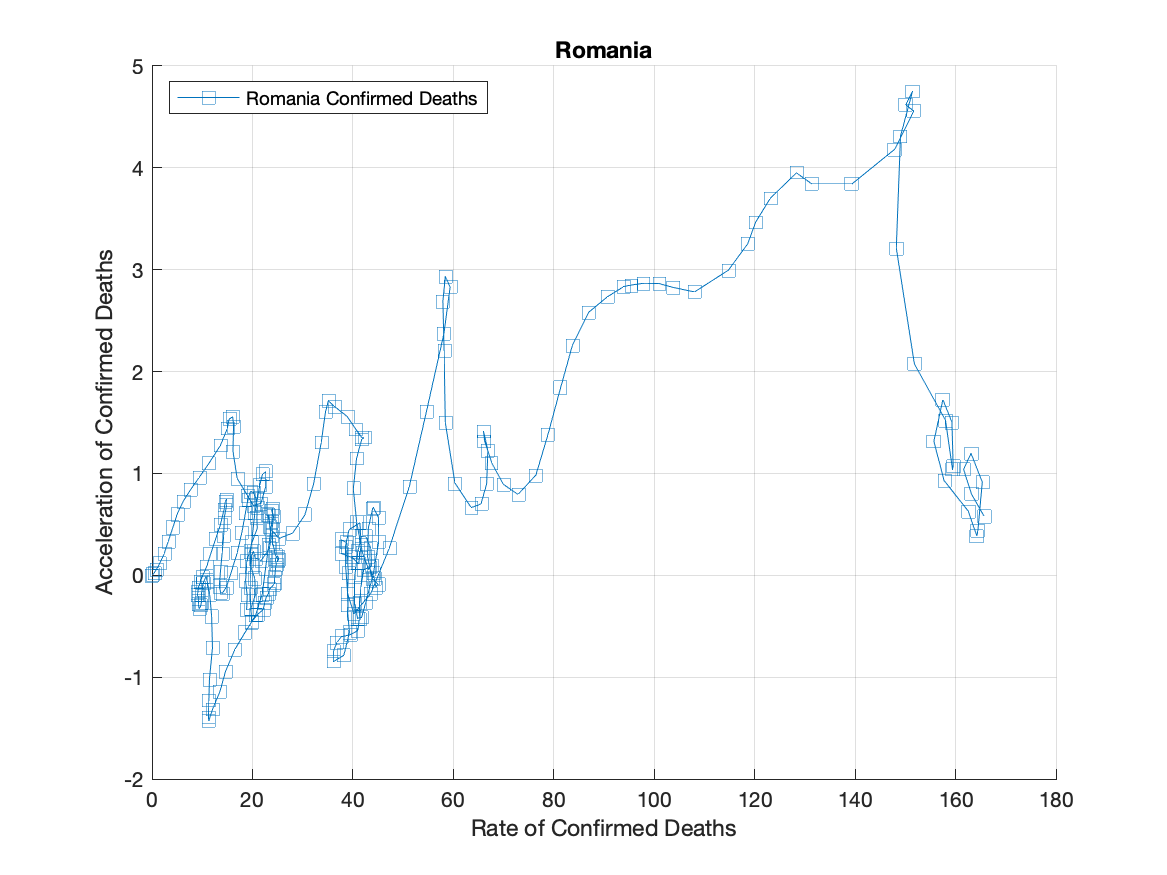 Romania
Romania Confirmed Deaths
5
4
3
2
1
0
-1
-2
Acceleration of Confirmed Deaths
0 20 40 60 80 100 120 140 160 180
Rate of Confirmed Deaths